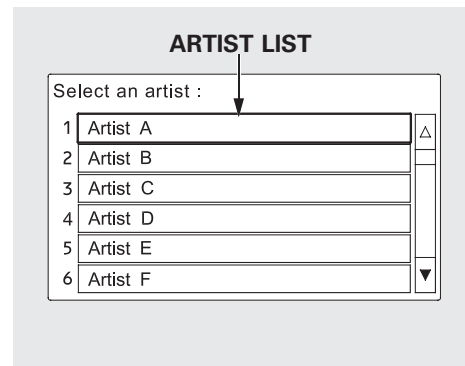 ARTIST LIST
Select an artist :
1 Artist A
2 Artist B
3 Artist C
4 Artist D
5 Artist E
6 Artist F